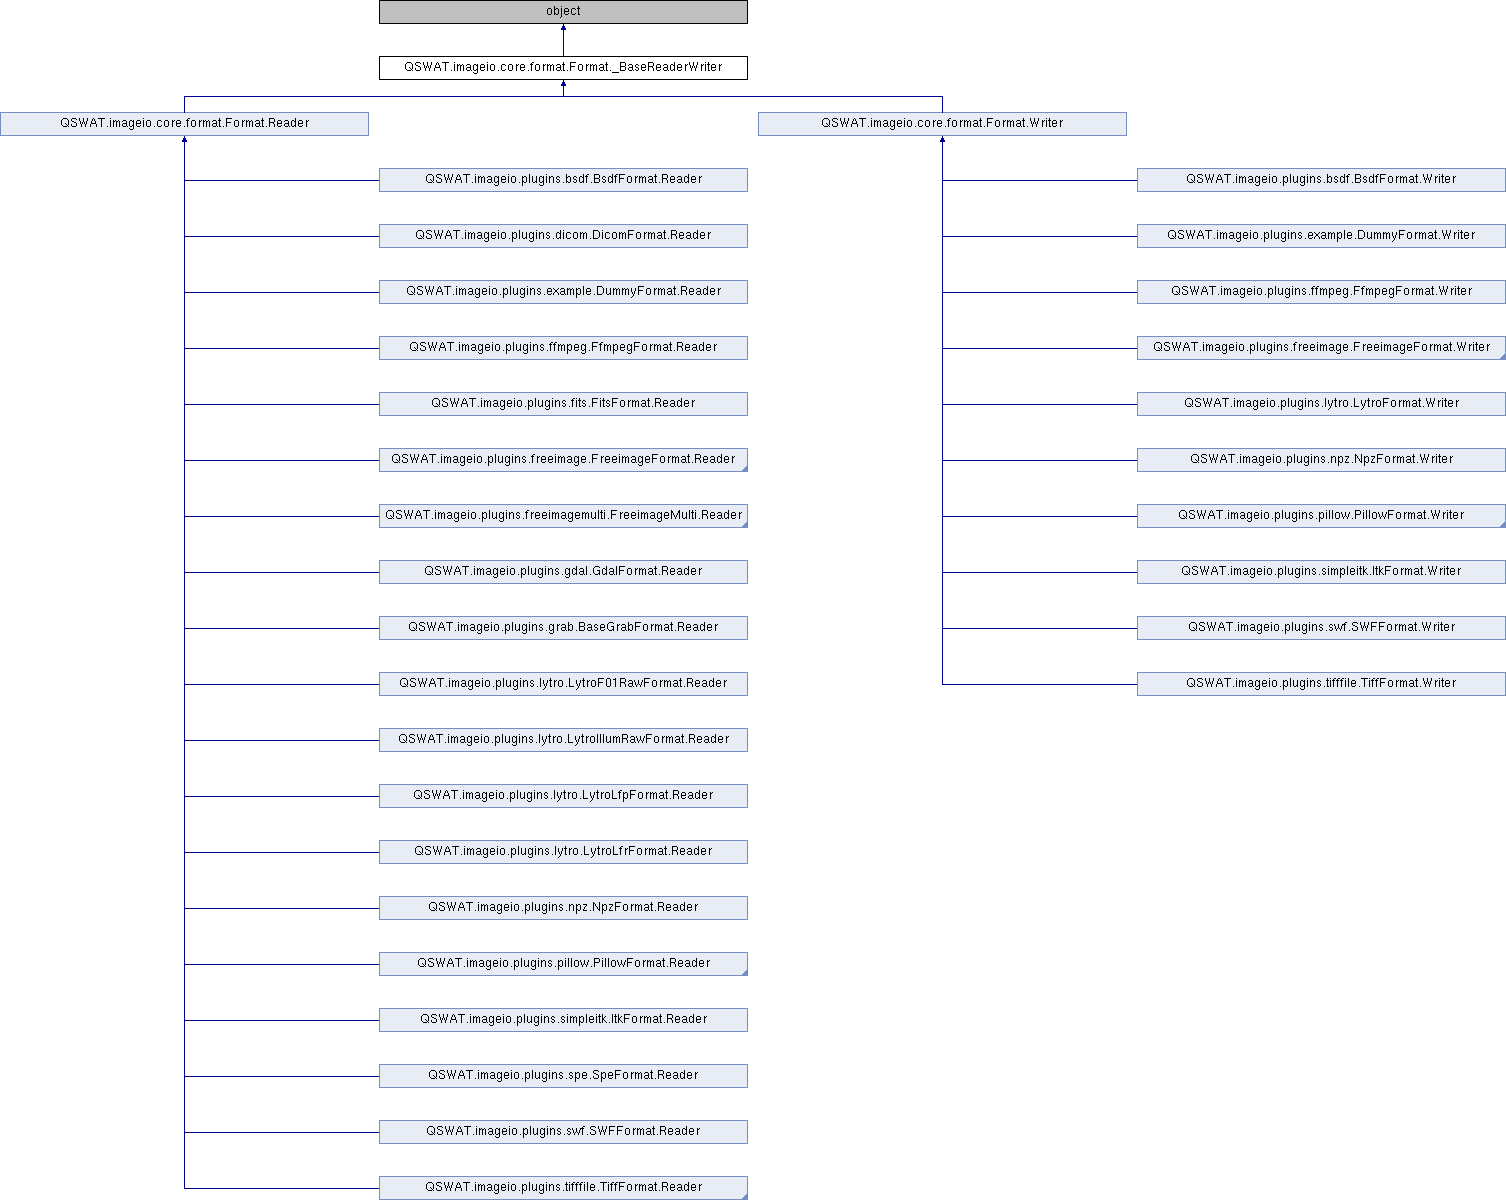 object
QSWAT.imageio.core.format.Format._BaseReaderWriter
QSWAT.imageio.core.format.Format.Reader
QSWAT.imageio.core.format.Format.Writer
QSWAT.imageio.plugins.bsdf.BsdfFormat.Reader
QSWAT.imageio.plugins.bsdf.BsdfFormat.Writer
QSWAT.imageio.plugins.dicom.DicomFormat.Reader
QSWAT.imageio.plugins.example.DummyFormat.Writer
QSWAT.imageio.plugins.example.DummyFormat.Reader
QSWAT.imageio.plugins.ffmpeg.FfmpegFormat.Writer
QSWAT.imageio.plugins.ffmpeg.FfmpegFormat.Reader
QSWAT.imageio.plugins.freeimage.FreeimageFormat.Writer
QSWAT.imageio.plugins.fits.FitsFormat.Reader
QSWAT.imageio.plugins.lytro.LytroFormat.Writer
QSWAT.imageio.plugins.freeimage.FreeimageFormat.Reader
QSWAT.imageio.plugins.npz.NpzFormat.Writer
QSWAT.imageio.plugins.freeimagemulti.FreeimageMulti.Reader
QSWAT.imageio.plugins.pillow.PillowFormat.Writer
QSWAT.imageio.plugins.gdal.GdalFormat.Reader
QSWAT.imageio.plugins.simpleitk.ItkFormat.Writer
QSWAT.imageio.plugins.grab.BaseGrabFormat.Reader
QSWAT.imageio.plugins.swf.SWFFormat.Writer
QSWAT.imageio.plugins.lytro.LytroF01RawFormat.Reader
QSWAT.imageio.plugins.tifffile.TiffFormat.Writer
QSWAT.imageio.plugins.lytro.LytroIllumRawFormat.Reader
QSWAT.imageio.plugins.lytro.LytroLfpFormat.Reader
QSWAT.imageio.plugins.lytro.LytroLfrFormat.Reader
QSWAT.imageio.plugins.npz.NpzFormat.Reader
QSWAT.imageio.plugins.pillow.PillowFormat.Reader
QSWAT.imageio.plugins.simpleitk.ItkFormat.Reader
QSWAT.imageio.plugins.spe.SpeFormat.Reader
QSWAT.imageio.plugins.swf.SWFFormat.Reader
QSWAT.imageio.plugins.tifffile.TiffFormat.Reader